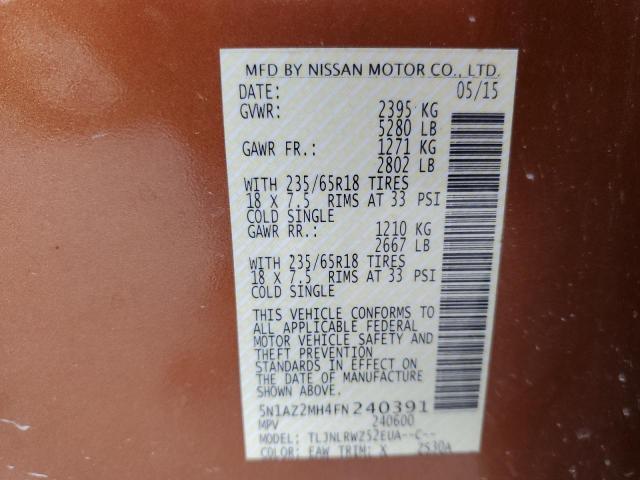 MFD BY NISSAN MOTOR CO., LTD.
DATE: 05/15
GVWR: 2395 KG
5280 LB
GAWR FR.: 1271 KG
2802 LB
WITH 235/65R18 TIRES
18 X 7.5 RIMS AT 33 PSI
COLD SINGLE
GAWR RR.: 1210 KG
2667 LB
WITH 235/65R18 TIRES
18 X 7.5 RIMS AT 33 PSI
COLD SINGLE
THIS VEHICLE CONFORMS TO
ALL APPLICABLE FEDERAL
MOTOR VEHICLE SAFETY AND
THEFT PREVENTION
STANDARDS IN EFFECT ON
THE DATE OF MANUFACTURE
SHOWN ABOVE.
5N1AZ2MH4FN240391
MPV 240600
MODEL: TLJNLRWZ52EUA--C--
COLOR: EAW TRIM: X 2530A